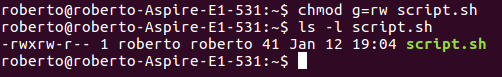 roberto@roberto-Aspire-E1-531:~$ chmod g=rw script.sh
roberto@roberto-Aspire-E1-531:~$ ls -l script.sh
-rwxrw-r-- 1 roberto roberto 41 Jan 12 19:04 script.sh
roberto@roberto-Aspire-E1-531:~$